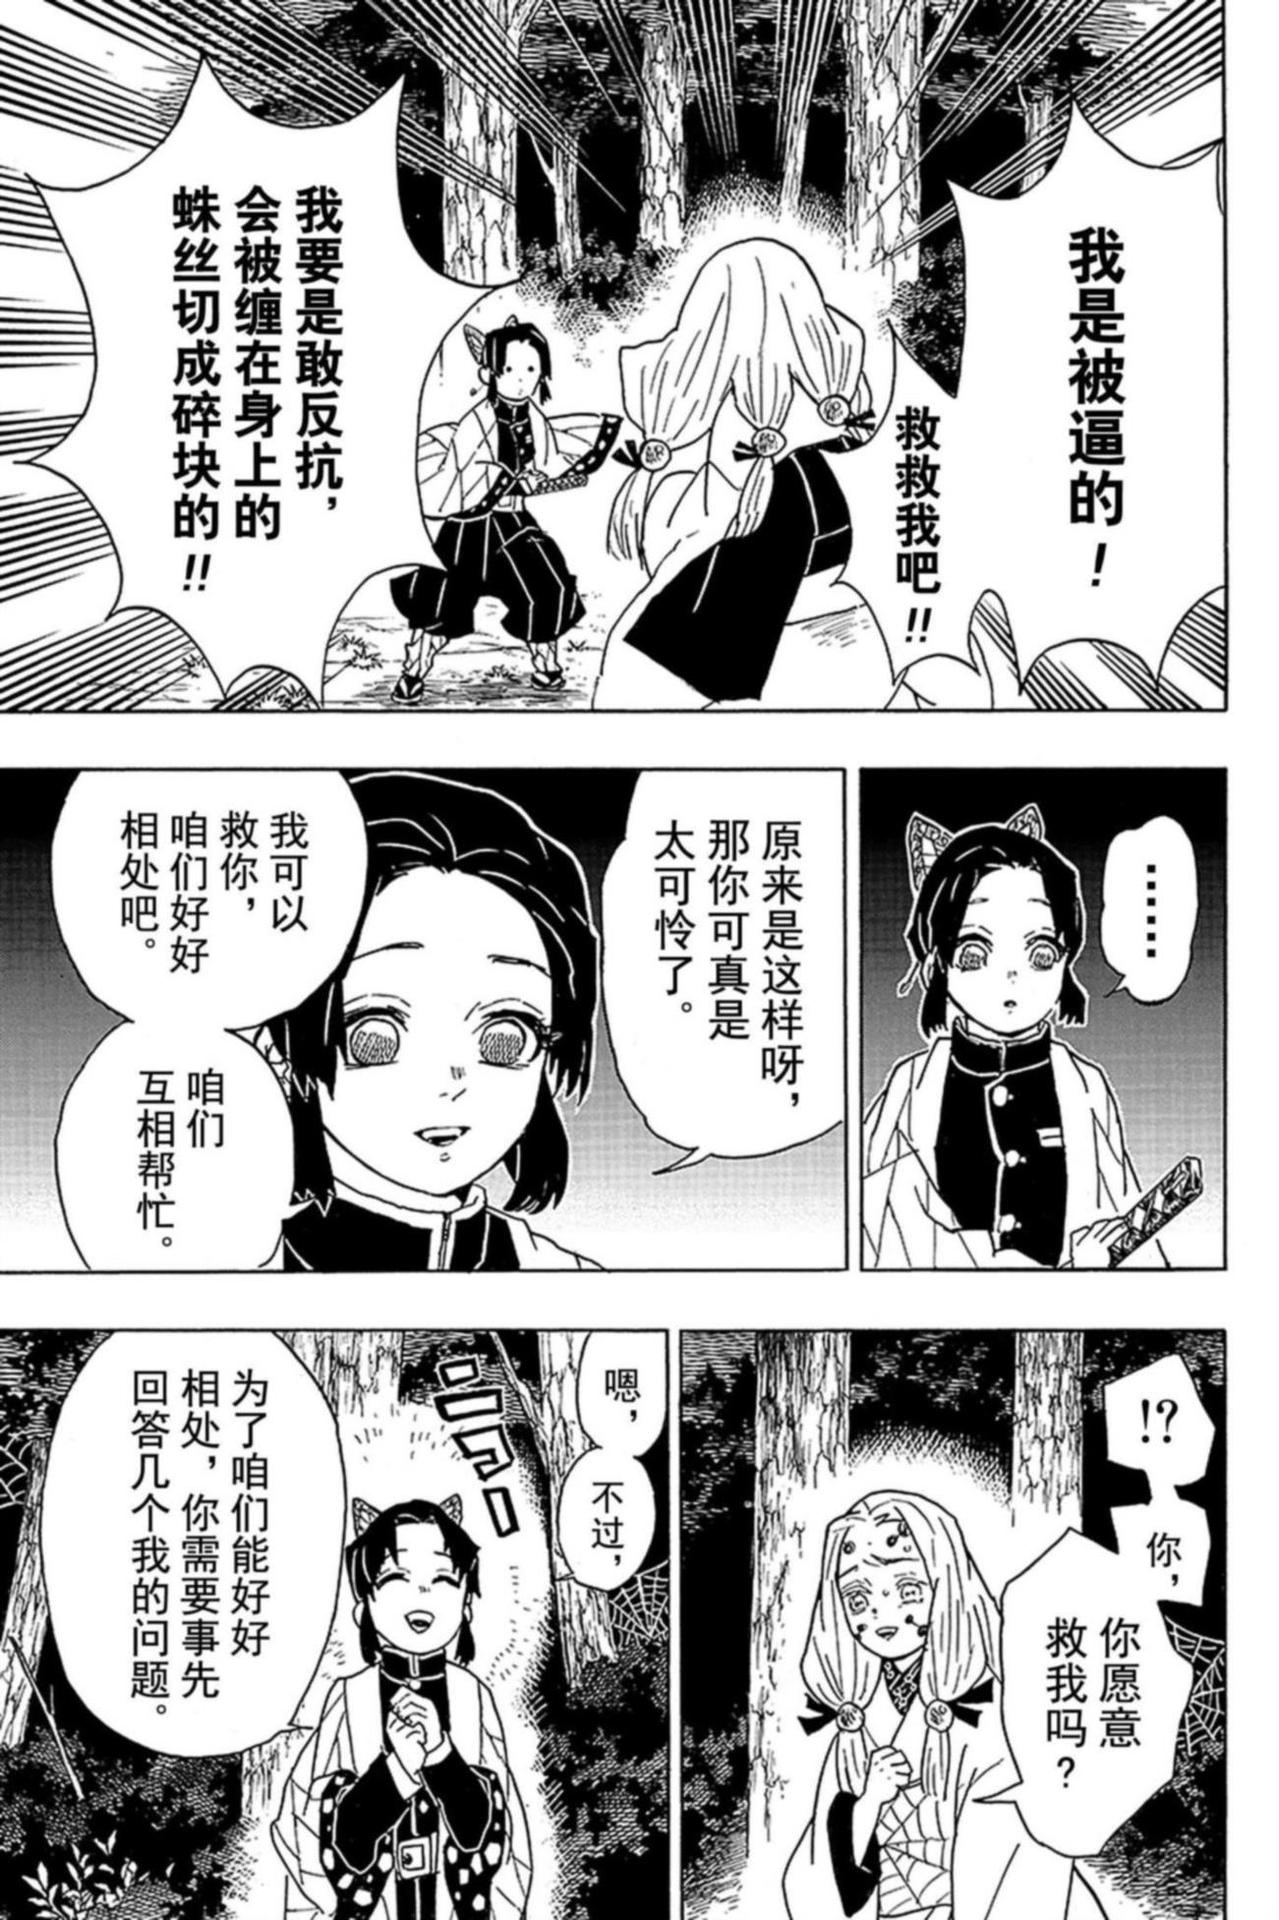 我是被逼的！
救救我吧!!
我要是敢反抗，
会被缠在身上的
蛛丝切成碎块的!!
……
原来是这样呀，
那你可真是
太可怜了。
我可以
救你，
咱们好好
相处吧。
咱们
互相帮忙。
!?
你，
你愿意
救我吗？
嗯，
不过，
ニコー
为了咱们能好好
相处，你需要事先
回答几个我的问题。